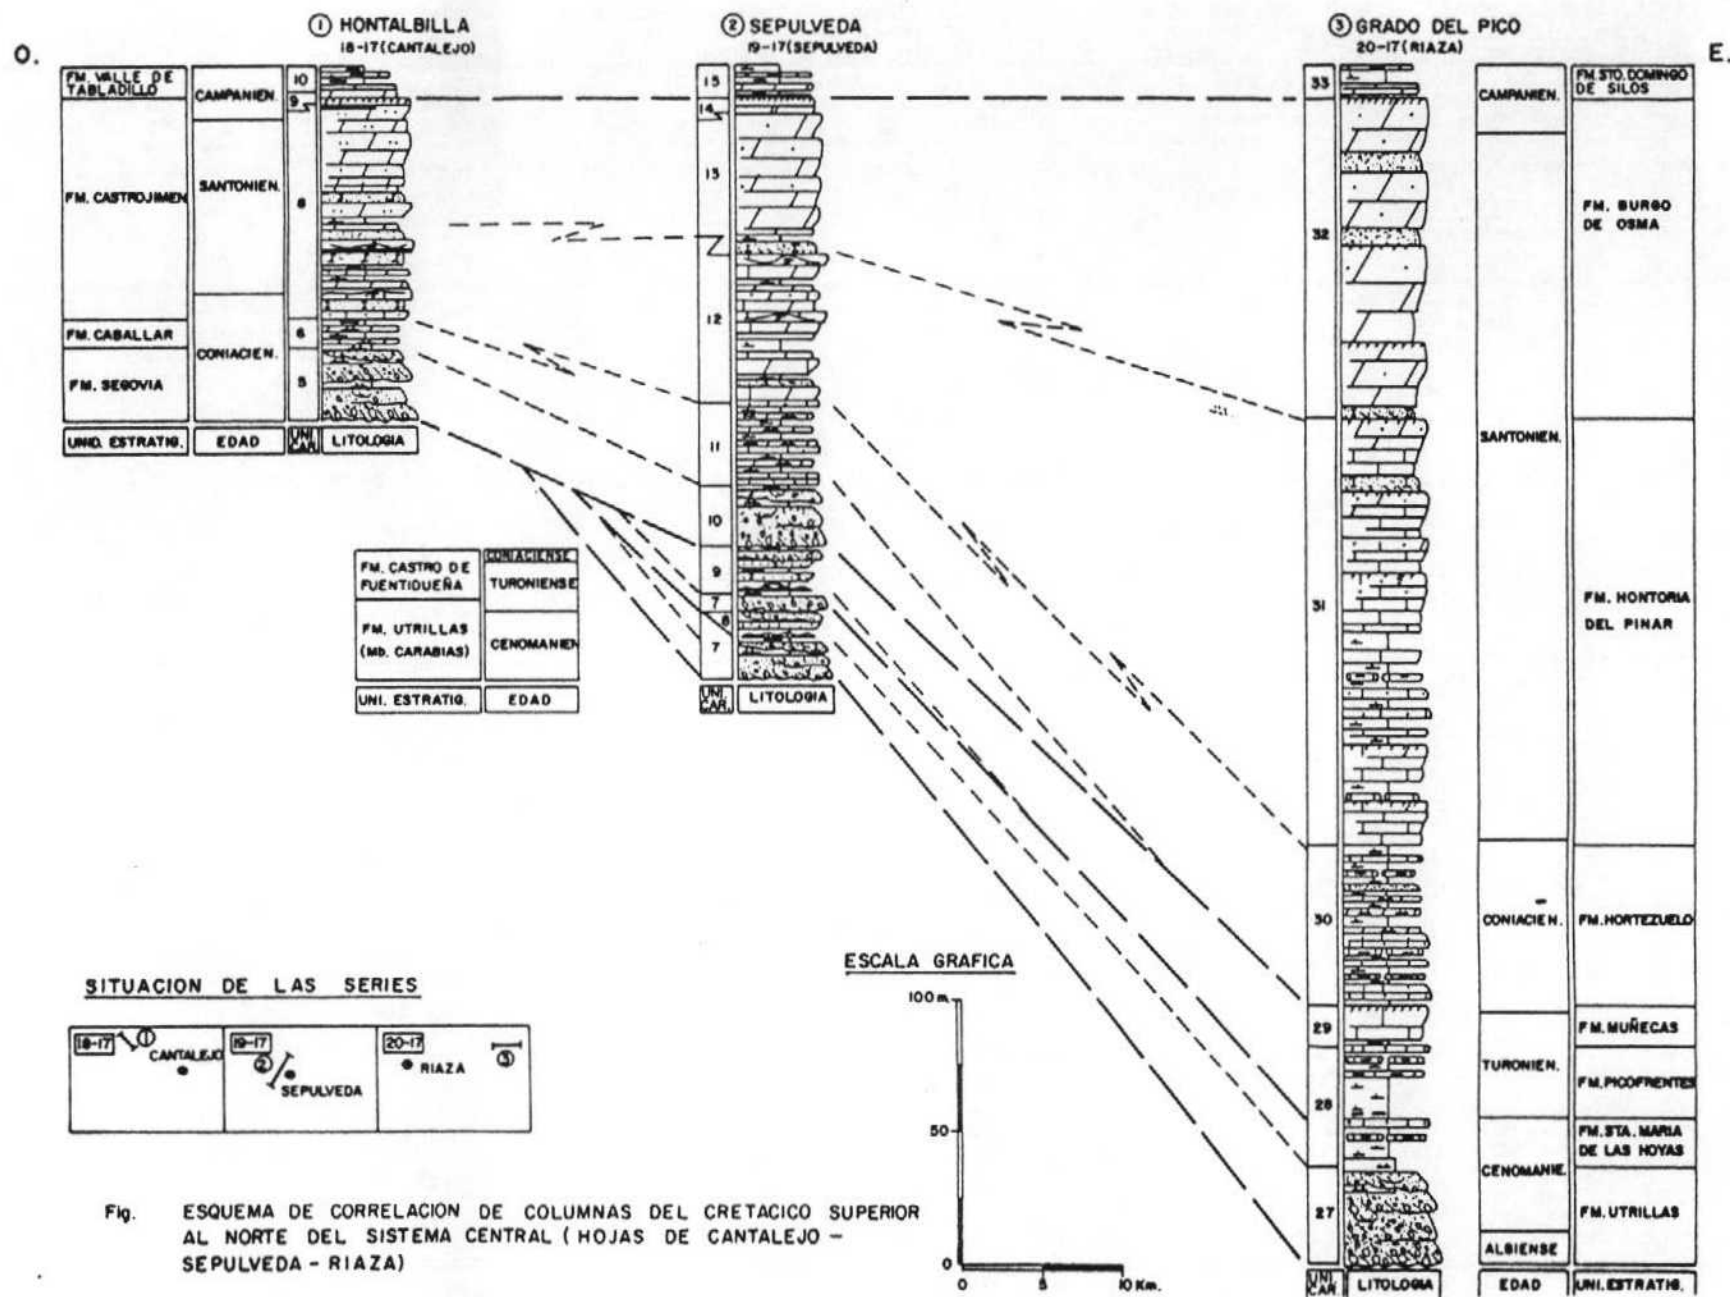 O.
① HONTALBILLA
18-17(CANTALEJO)
② SEPULVEDA
19-17(SEPULVEDA)
③ GRADO DEL PICO
20-17(RIAZA)
E.
FM. VALLE DE
TABLADILLO
FM. CASTROJIMEN
FM. CABALLAR
FM. SEGOVIA
UNID. ESTRATIG.
CAMPANIEN.
SANTONIEN.
CONIACIEN.
EDAD
10
9
8
6
5
UNI.
CAR.
LITOLOGIA
FM. CASTRO DE
FUENTIDUEÑA
FM. UTRILLAS
(Mb. CARABIAS)
UNI. ESTRATIG.
CONIACIENSE
TURONIENSE
CENOMANIEN
EDAD
15
14
13
12
11
10
9
7
8
7
UNI.
CAR.
LITOLOGIA
33
32
31
30
29
28
27
UNI.
CAR.
LITOLOGIA
CAMPANIEN.
SANTONIEN.
CONIACIEN.
TURONIEN.
CENOMANIE.
ALBIENSE
EDAD
FM. STO. DOMINGO
DE SILOS
FM. BURGO
DE OSMA
FM. HONTORIA
DEL PINAR
FM. HORTEZUELO
FM. MUÑECAS
FM. PICOFRENTES
FM. STA. MARIA
DE LAS HOYAS
FM. UTRILLAS
UNI. ESTRATIG.
SITUACION DE LAS SERIES
18-17
①
CANTALEJO
19-17
②
SEPULVEDA
20-17
RIAZA
③
ESCALA GRAFICA
100 m.
50
0
0 5 10 Km.
Fig. ESQUEMA DE CORRELACION DE COLUMNAS DEL CRETACICO SUPERIOR
AL NORTE DEL SISTEMA CENTRAL ( HOJAS DE CANTALEJO -
SEPULVEDA - RIAZA)